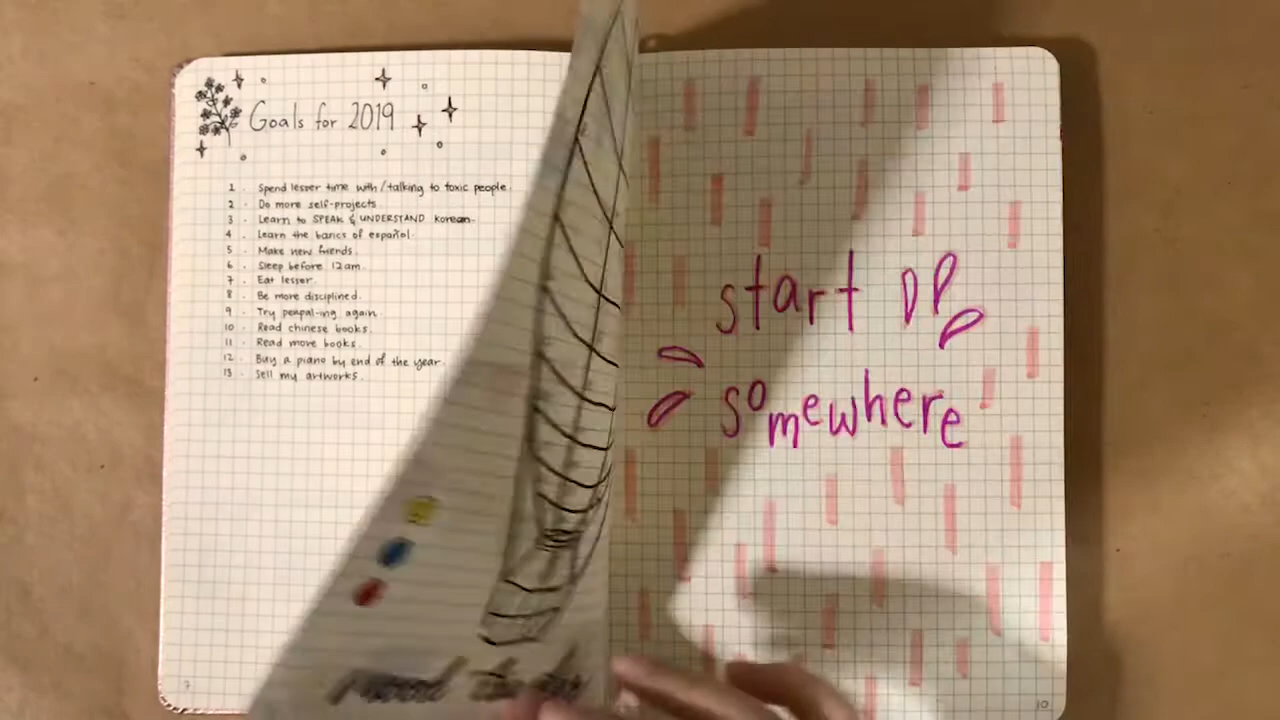 Goals for 2019
1. Spend lesser time with/talking to toxic people.
2. Do more self-projects
3. Learn to SPEAK & UNDERSTAND korean.
4. Learn the basics of español.
5. Make new friends.
6. Sleep before 12am.
7. Eat lesser.
8. Be more disciplined.
9. Try penpal-ing again.
10. Read chinese books.
11. Read more books.
12. Buy a piano by end of the year.
13. Sell my artworks.
7
start
somewhere
10